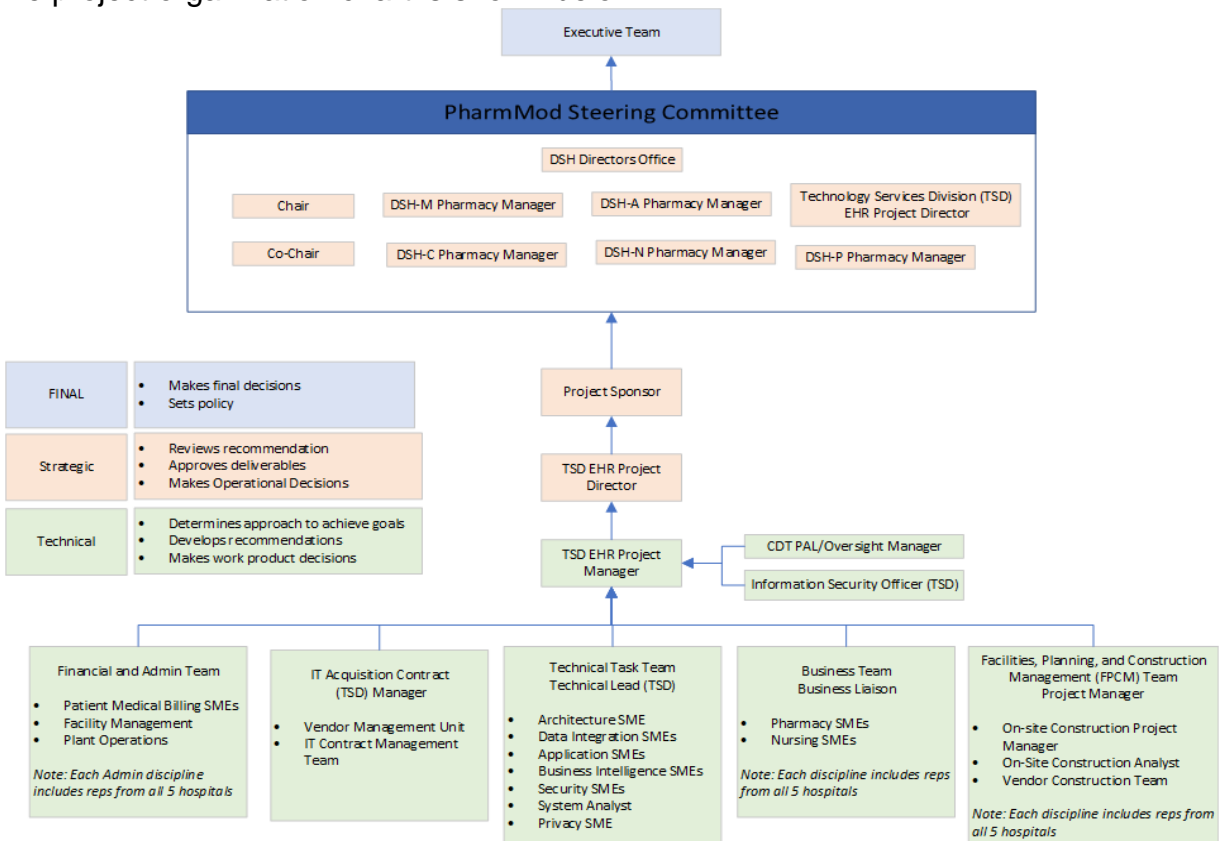 Executive Team
PharmMod Steering Committee
DSH Directors Office
Chair
DSH-M Pharmacy Manager
DSH-A Pharmacy Manager
Technology Services Division (TSD)
EHR Project Director
Co-Chair
DSH-C Pharmacy Manager
DSH-N Pharmacy Manager
DSH-P Pharmacy Manager
FINAL
• Makes final decisions
• Sets policy
Strategic
• Reviews recommendation
• Approves deliverables
• Makes Operational Decisions
Technical
• Determines approach to achieve goals
• Develops recommendations
• Makes work product decisions
Project Sponsor
TSD EHR Project
Director
TSD EHR Project
Manager
CDT PAL/Oversight Manager
Information Security Officer (TSD)
Financial and Admin Team
• Patient Medical Billing SMEs
• Facility Management
• Plant Operations
Note: Each Admin discipline
includes reps from all 5 hospitals
IT Acquisition Contract
(TSD) Manager
• Vendor Management Unit
• IT Contract Management
Team
Technical Task Team
Technical Lead (TSD)
• Architecture SME
• Data Integration SMEs
• Application SMEs
• Business Intelligence SMEs
• Security SMEs
• System Analyst
• Privacy SME
Business Team
Business Liaison
• Pharmacy SMEs
• Nursing SMEs
Note: Each discipline includes reps
from all 5 hospitals
Facilities, Planning, and Construction
Management (FPCM) Team
Project Manager
• On-site Construction Project
Manager
• On-Site Construction Analyst
• Vendor Construction Team
Note: Each discipline includes reps from
all 5 hospitals